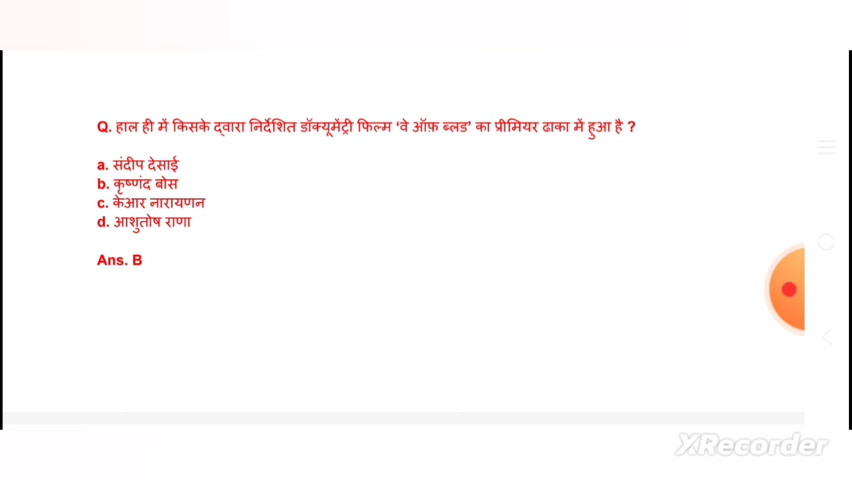 Q. हाल ही में किसके द्वारा निर्देशित डॉक्यूमेंट्री फिल्म ‘वे ऑफ़ ब्लड’ का प्रीमियर ढाका में हुआ है ?
a. संदीप देसाई
b. कृष्णंद बोस
c. केआर नारायणन
d. आशुतोष राणा
Ans. B
XRecorder